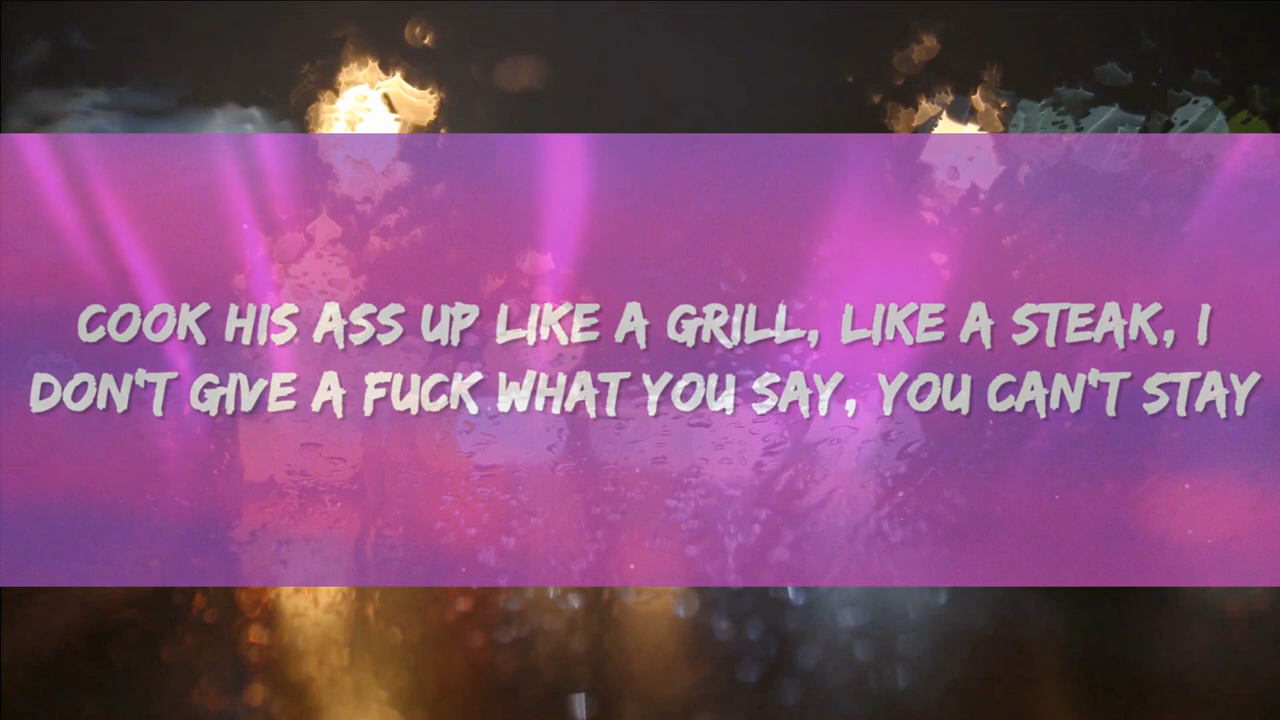 COOK HIS ASS UP LIKE A GRILL, LIKE A STEAK, I
DON'T GIVE A FUCK WHAT YOU SAY, YOU CAN'T STAY